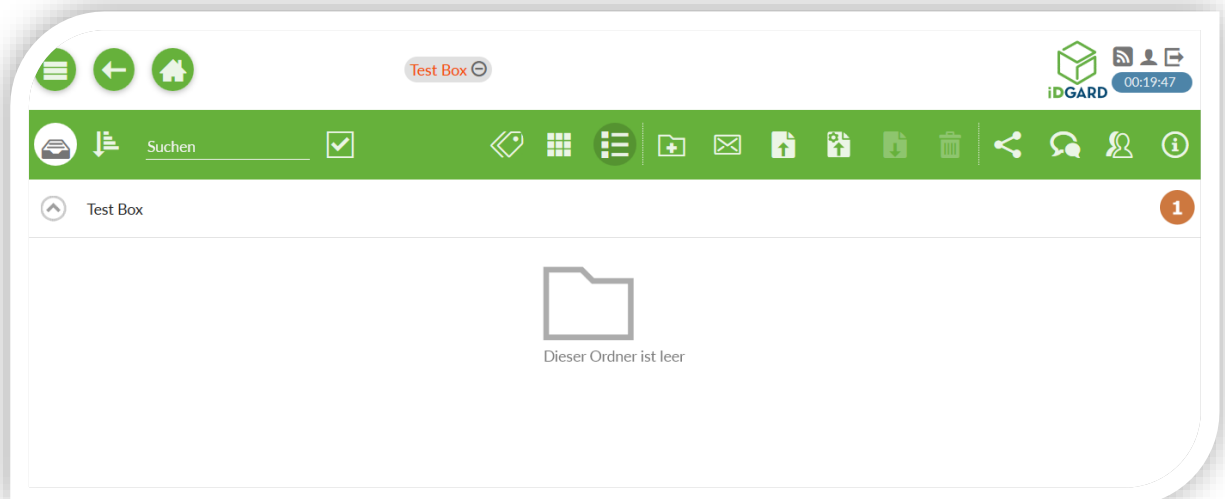 Test Box
iDGARD
00:19:47
Suchen
Test Box
1
Dieser Ordner ist leer